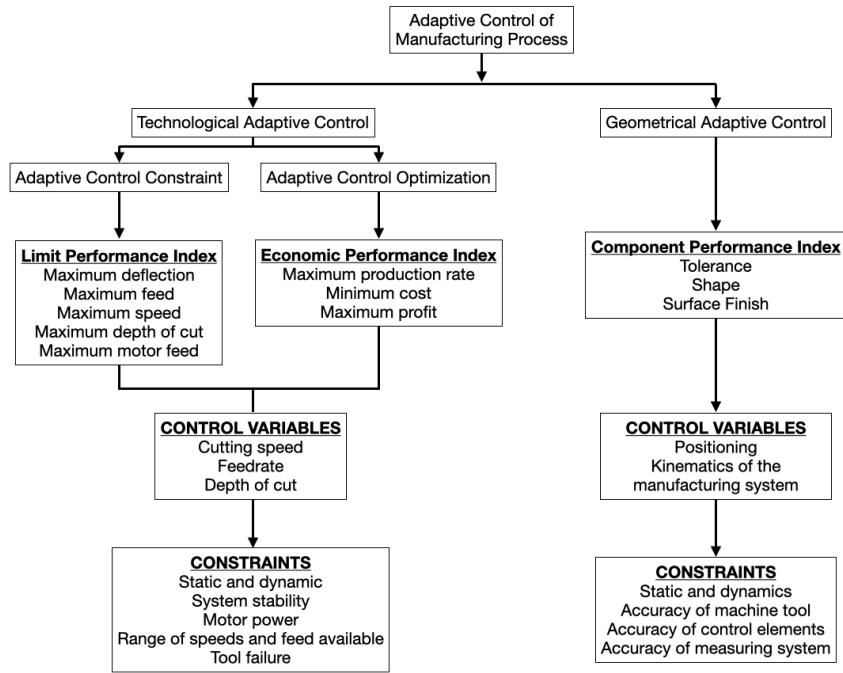 Adaptive Control of
Manufacturing Process
Technological Adaptive Control
Geometrical Adaptive Control
Adaptive Control Constraint
Adaptive Control Optimization
Limit Performance Index
Maximum deflection
Maximum feed
Maximum speed
Maximum depth of cut
Maximum motor feed
Economic Performance Index
Maximum production rate
Minimum cost
Maximum profit
Component Performance Index
Tolerance
Shape
Surface Finish
CONTROL VARIABLES
Cutting speed
Feedrate
Depth of cut
CONTROL VARIABLES
Positioning
Kinematics of the
manufacturing system
CONSTRAINTS
Static and dynamic
System stability
Motor power
Range of speeds and feed available
Tool failure
CONSTRAINTS
Static and dynamics
Accuracy of machine tool
Accuracy of control elements
Accuracy of measuring system